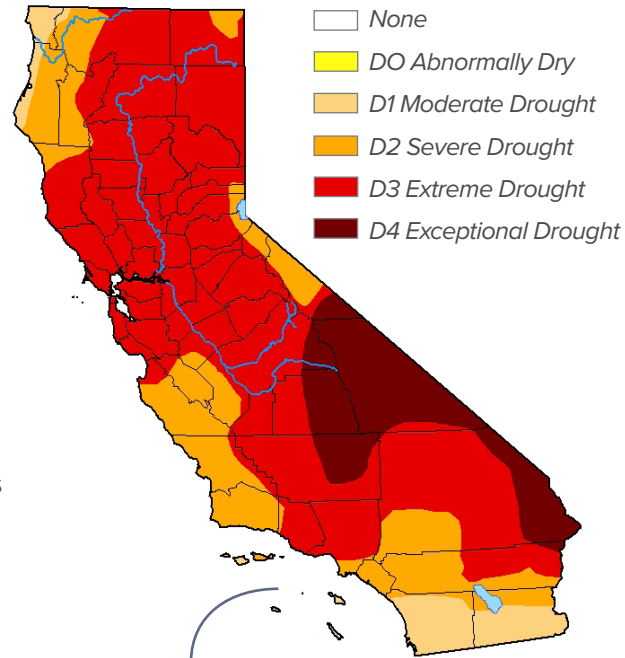 None
DO Abnormally Dry
D1 Moderate Drought
D2 Severe Drought
D3 Extreme Drought
D4 Exceptional Drought
s